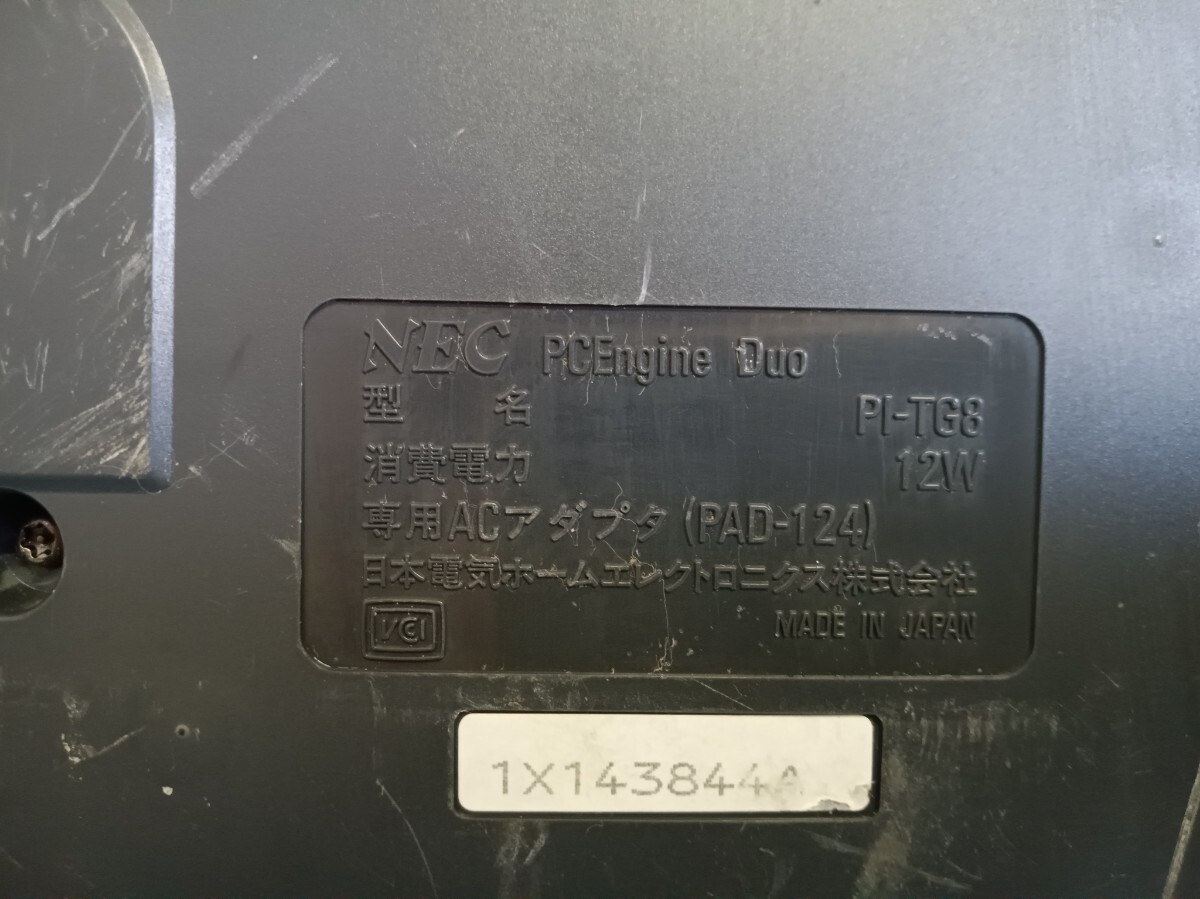 NEC PCEngine Duo
型名 PI-TG8
消費電力 12W
専用ACアダプタ(PAD-124)
日本電気ホームエレクトロニクス株式会社
VCI MADE IN JAPAN
1X143844A